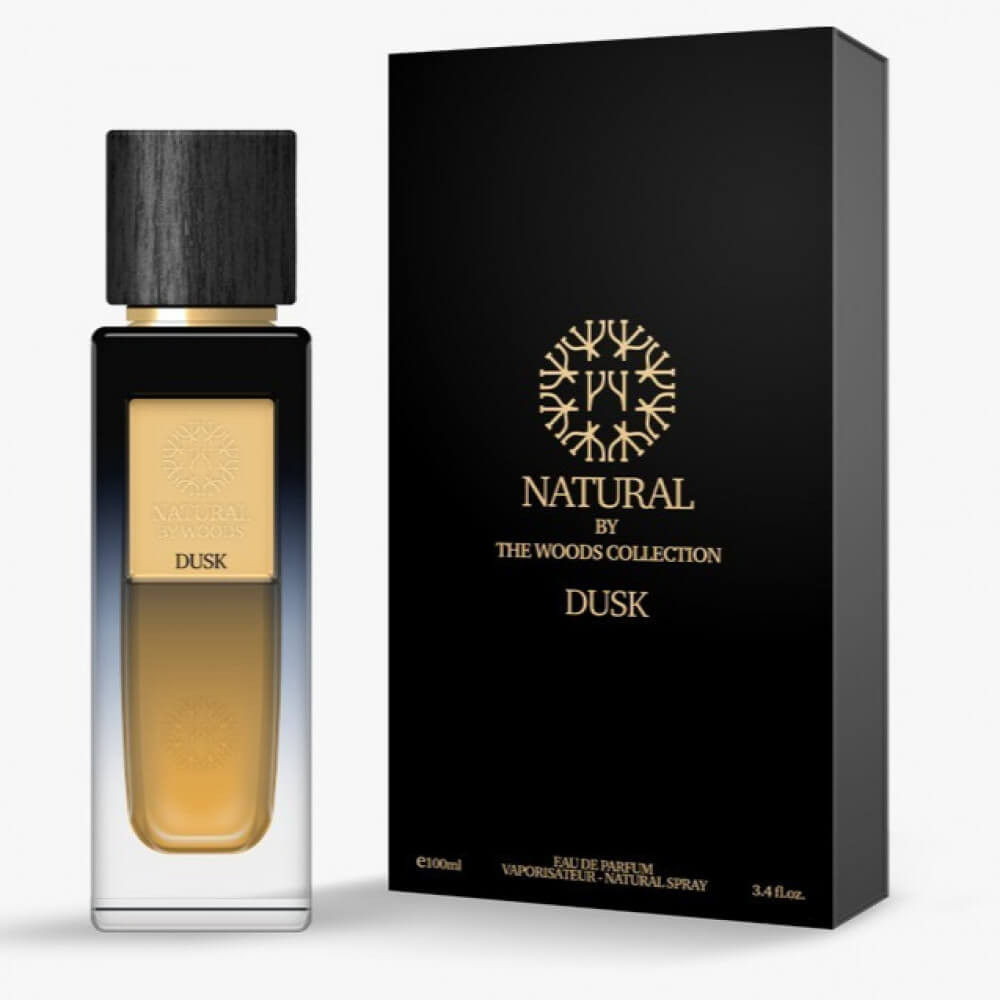 NATURAL
BY WOODS
DUSK
NATURAL
BY
THE WOODS COLLECTION
DUSK
e100ml
EAU DE PARFUM
VAPORISATEUR - NATURAL SPRAY
3.4 fl.oz.